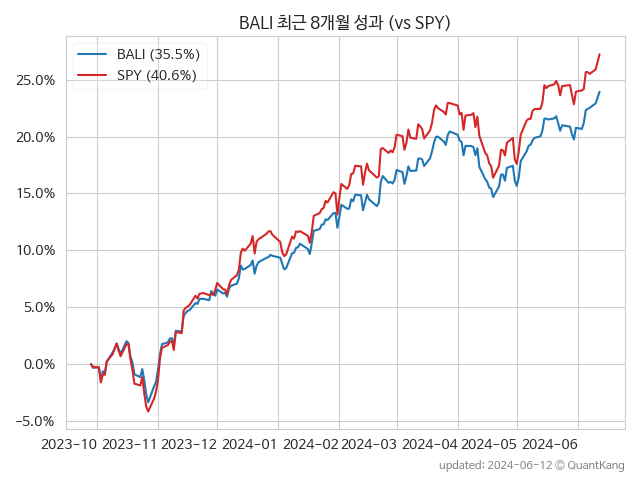 BALI 최근 8개월 성과 (vs SPY)
BALI (35.5%)
SPY (40.6%)
25.0%
20.0%
15.0%
10.0%
5.0%
0.0%
−5.0%
2023-10 2023-11 2023-12 2024-01 2024-02 2024-03 2024-04 2024-05 2024-06
updated: 2024-06-12 © QuantKang